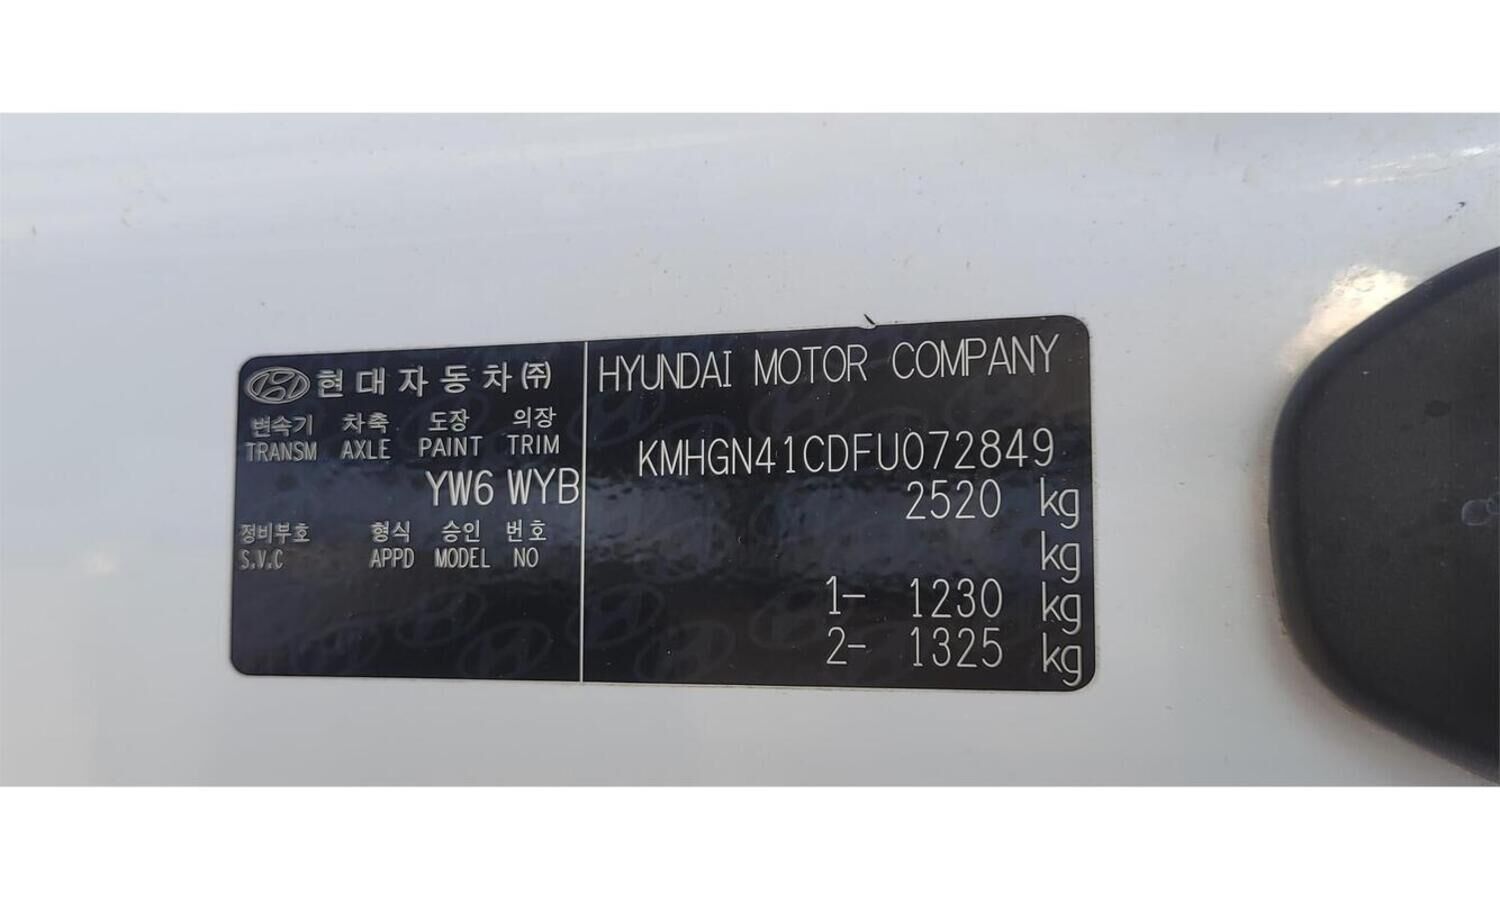 현대자동차㈜
변속기 차축 도장 의장
TRANSM AXLE PAINT TRIM
YW6 WYB
정비부호 형식 승인 번호
S.V.C APPD MODEL NO
HYUNDAI MOTOR COMPANY
KMHGN41CDFU072849
2520 kg
kg
1- 1230 kg
2- 1325 kg